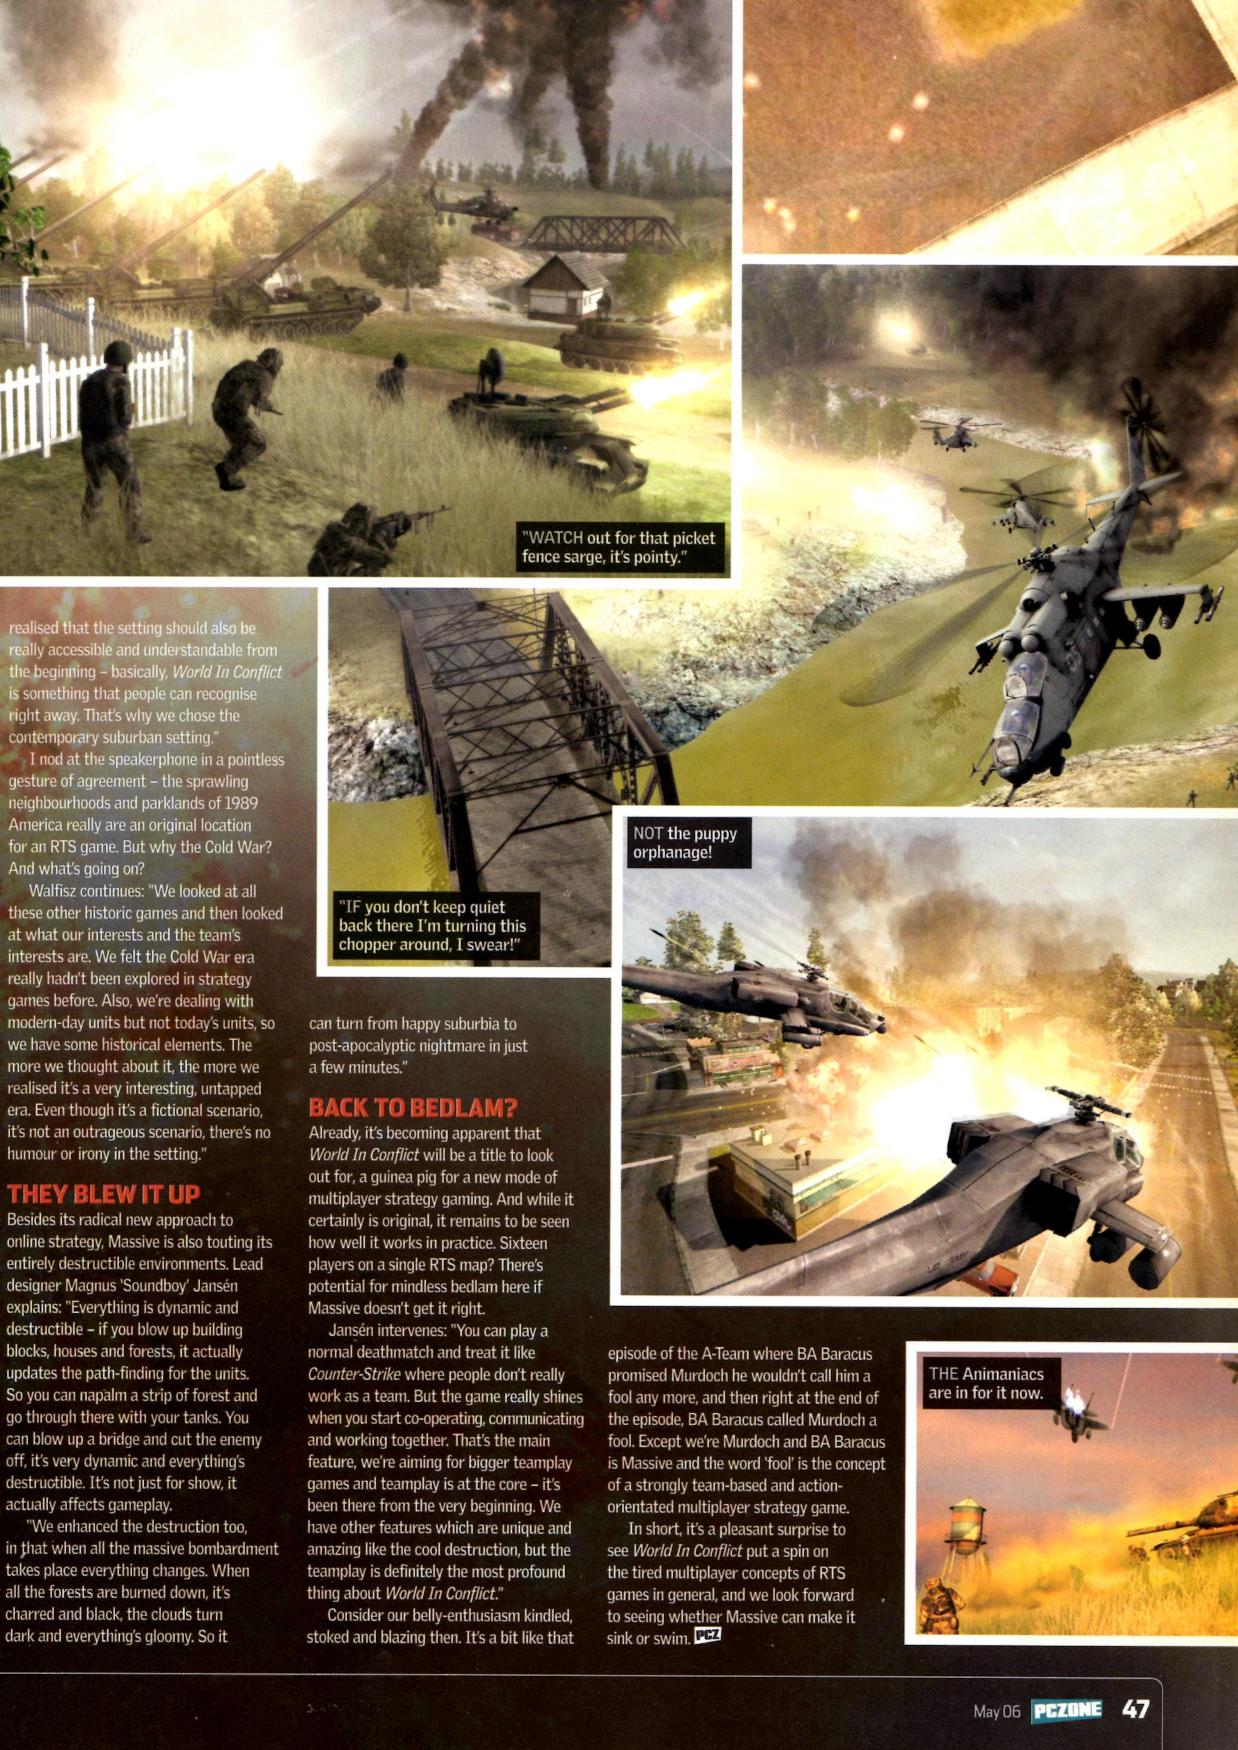 "WATCH out for that picket
fence sarge, it's pointy."
realised that the setting should also be
really accessible and understandable from
the beginning – basically, World In Conflict
is something that people can recognise
right away. That's why we chose the
contemporary suburban setting."
I nod at the speakerphone in a pointless
gesture of agreement – the sprawling
neighbourhoods and parklands of 1989
America really are an original location
for an RTS game. But why the Cold War?
And what's going on?
Walfisz continues: "We looked at all
these other historic games and then looked
at what our interests and the team's
interests are. We felt the Cold War era
really hadn't been explored in strategy
games before. Also, we're dealing with
modern-day units but not today's units, so
we have some historical elements. The
more we thought about it, the more we
realised it's a very interesting, untapped
era. Even though it's a fictional scenario,
it's not an outrageous scenario, there's no
humour or irony in the setting."
THEY BLEW IT UP
Besides its radical new approach to
online strategy, Massive is also touting its
entirely destructible environments. Lead
designer Magnus 'Soundboy' Jansén
explains: "Everything is dynamic and
destructible – if you blow up building
blocks, houses and forests, it actually
updates the path-finding for the units.
So you can napalm a strip of forest and
go through there with your tanks. You
can blow up a bridge and cut the enemy
off, it's very dynamic and everything's
destructible. It's not just for show, it
actually affects gameplay.
"We enhanced the destruction too,
in that when all the massive bombardment
takes place everything changes. When
all the forests are burned down, it's
charred and black, the clouds turn
dark and everything's gloomy. So it
"IF you don't keep quiet
back there I'm turning this
chopper around, I swear!"
can turn from happy suburbia to
post-apocalyptic nightmare in just
a few minutes."
BACK TO BEDLAM?
Already, it's becoming apparent that
World In Conflict will be a title to look
out for, a guinea pig for a new mode of
multiplayer strategy gaming. And while it
certainly is original, it remains to be seen
how well it works in practice. Sixteen
players on a single RTS map? There's
potential for mindless bedlam here if
Massive doesn't get it right.
Jansén intervenes: "You can play a
normal deathmatch and treat it like
Counter-Strike where people don't really
work as a team. But the game really shines
when you start co-operating, communicating
and working together. That's the main
feature, we're aiming for bigger teamplay
games and teamplay is at the core – it's
been there from the very beginning. We
have other features which are unique and
amazing like the cool destruction, but the
teamplay is definitely the most profound
thing about World In Conflict."
Consider our belly-enthusiasm kindled,
stoked and blazing then. It's a bit like that
NOT the puppy
orphanage!
episode of the A-Team where BA Baracus
promised Murdoch he wouldn't call him a
fool any more, and then right at the end of
the episode, BA Baracus called Murdoch a
fool. Except we're Murdoch and BA Baracus
is Massive and the word 'fool' is the concept
of a strongly team-based and action-
orientated multiplayer strategy game.
In short, it's a pleasant surprise to
see World In Conflict put a spin on
the tired multiplayer concepts of RTS
games in general, and we look forward
to seeing whether Massive can make it
sink or swim. PCZ
THE Animaniacs
are in for it now.
May 06 PCZONE 47